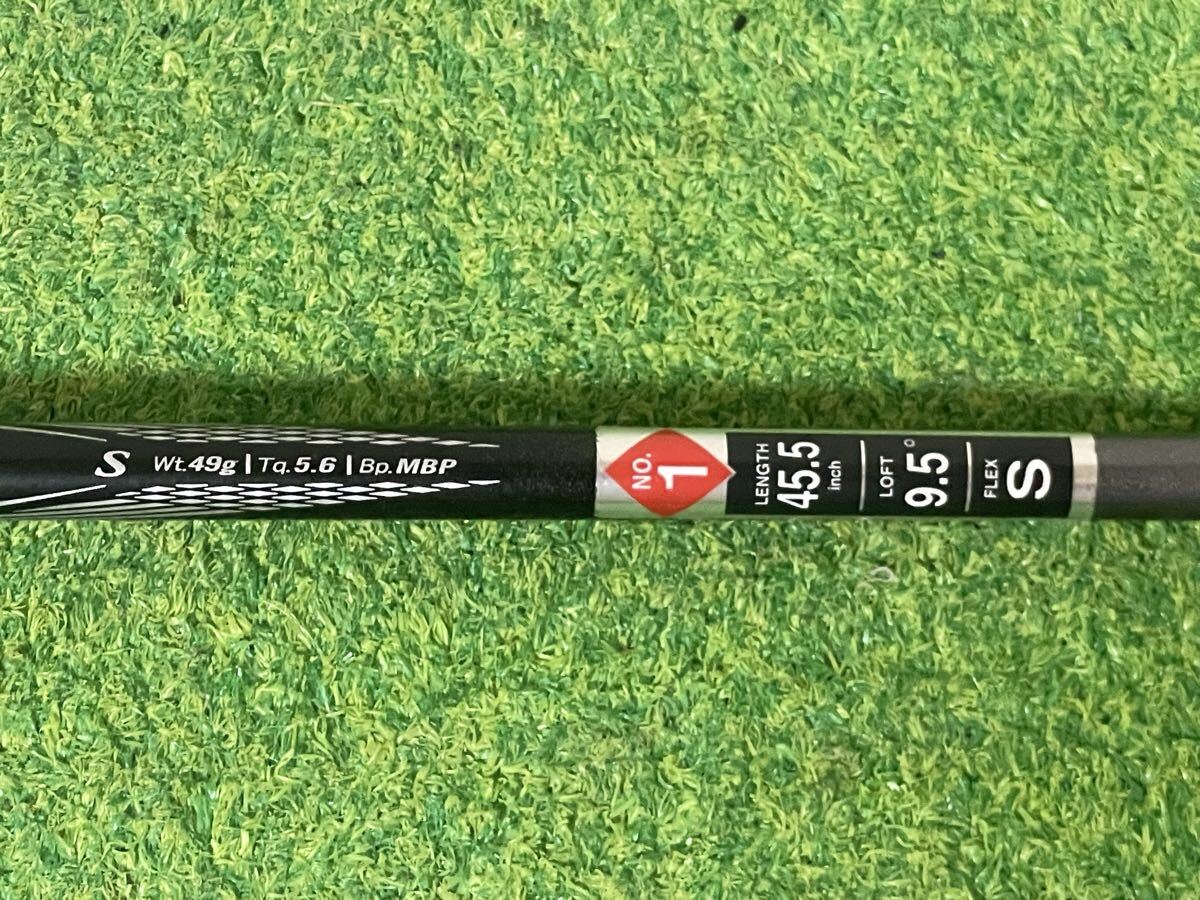 S Wt.49g | Tq.5.6 | Bp.MBP
NO.
1
LENGTH
45.5
inch
LOFT
9.5°
FLEX
S